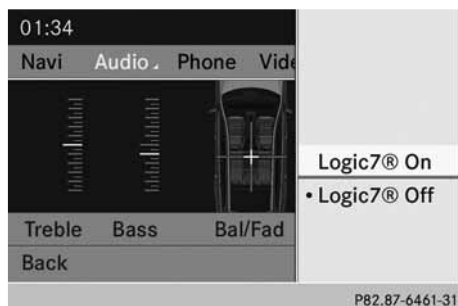 01:34
Navi Audio Phone Vide
Logic7® On
• Logic7® Off
Treble Bass Bal/Fad
Back
P82.87-6461-31